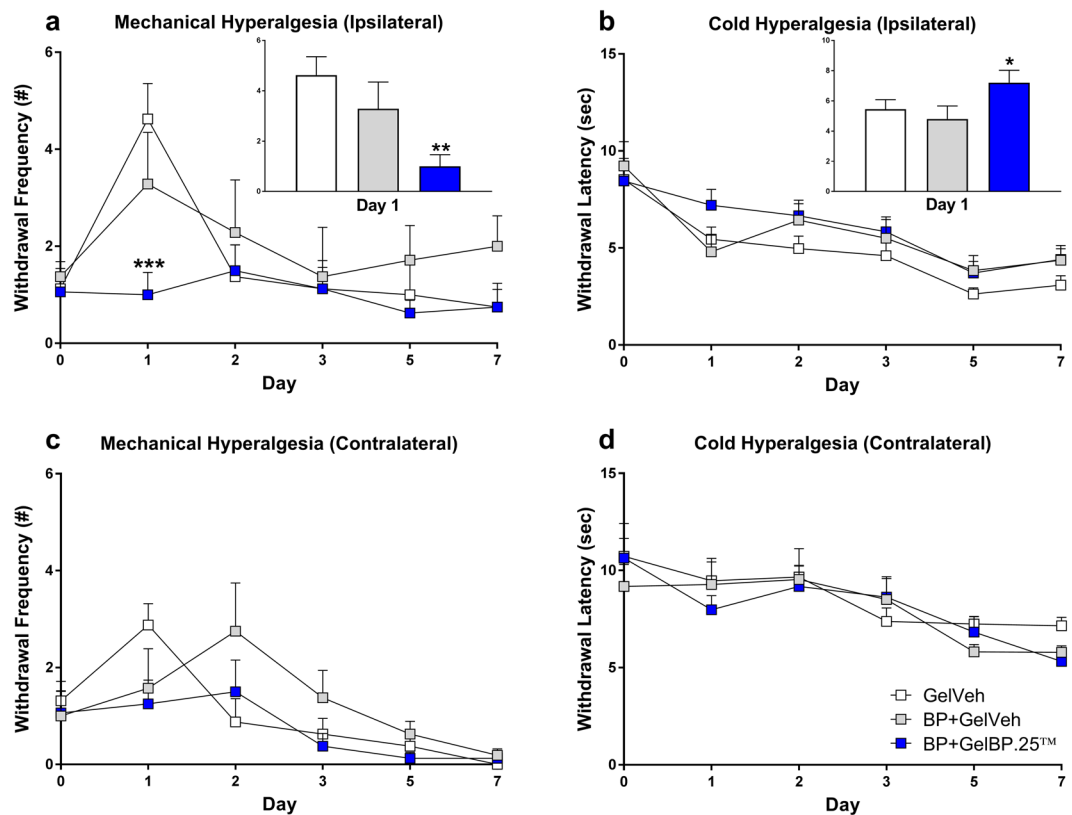 a
Mechanical Hyperalgesia (Ipsilateral)
Withdrawal Frequency (#)
6
4
2
0
0 1 2 3 5 7
Day
***
6
4
2
0
**
Day 1
b
Cold Hyperalgesia (Ipsilateral)
Withdrawal Latency (sec)
15
10
5
0
0 1 2 3 5 7
Day
10
8
6
4
2
0
*
Day 1
c
Mechanical Hyperalgesia (Contralateral)
Withdrawal Frequency (#)
6
4
2
0
0 1 2 3 5 7
Day
d
Cold Hyperalgesia (Contralateral)
Withdrawal Latency (sec)
15
10
5
0
0 1 2 3 5 7
Day
GelVeh
BP+GelVeh
BP+GelBP.25™